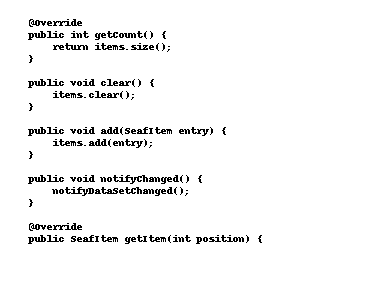 @Override
public int getCount() {
    return items.size();
}

public void clear() {
    items.clear();
}

public void add(SeafItem entry) {
    items.add(entry);
}

public void notifyChanged() {
    notifyDataSetChanged();
}

@Override
public SeafItem getItem(int position) {